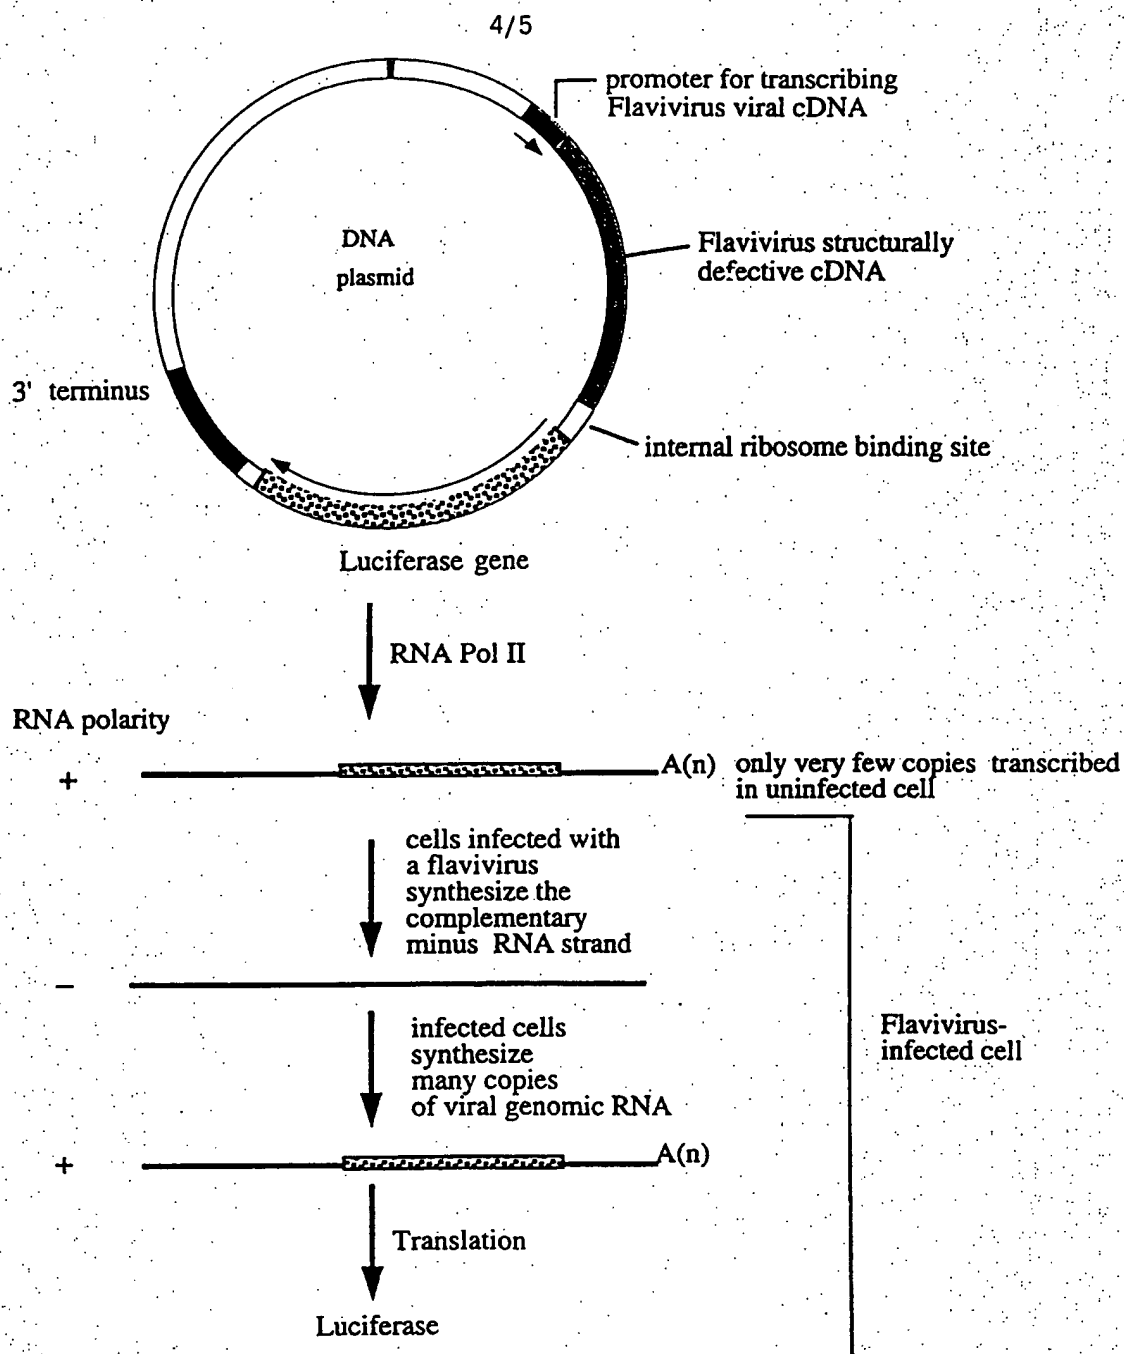 4/5
promoter for transcribing
Flavivirus viral cDNA
DNA
plasmid
Flavivirus structurally
defective cDNA
3' terminus
internal ribosome binding site
Luciferase gene
RNA Pol II
RNA polarity
+
A(n)
only very few copies transcribed
in uninfected cell
cells infected with
a flavivirus
synthesize the
complementary
minus RNA strand
−
infected cells
synthesize
many copies
of viral genomic RNA
Flavivirus-
infected cell
+
A(n)
Translation
Luciferase